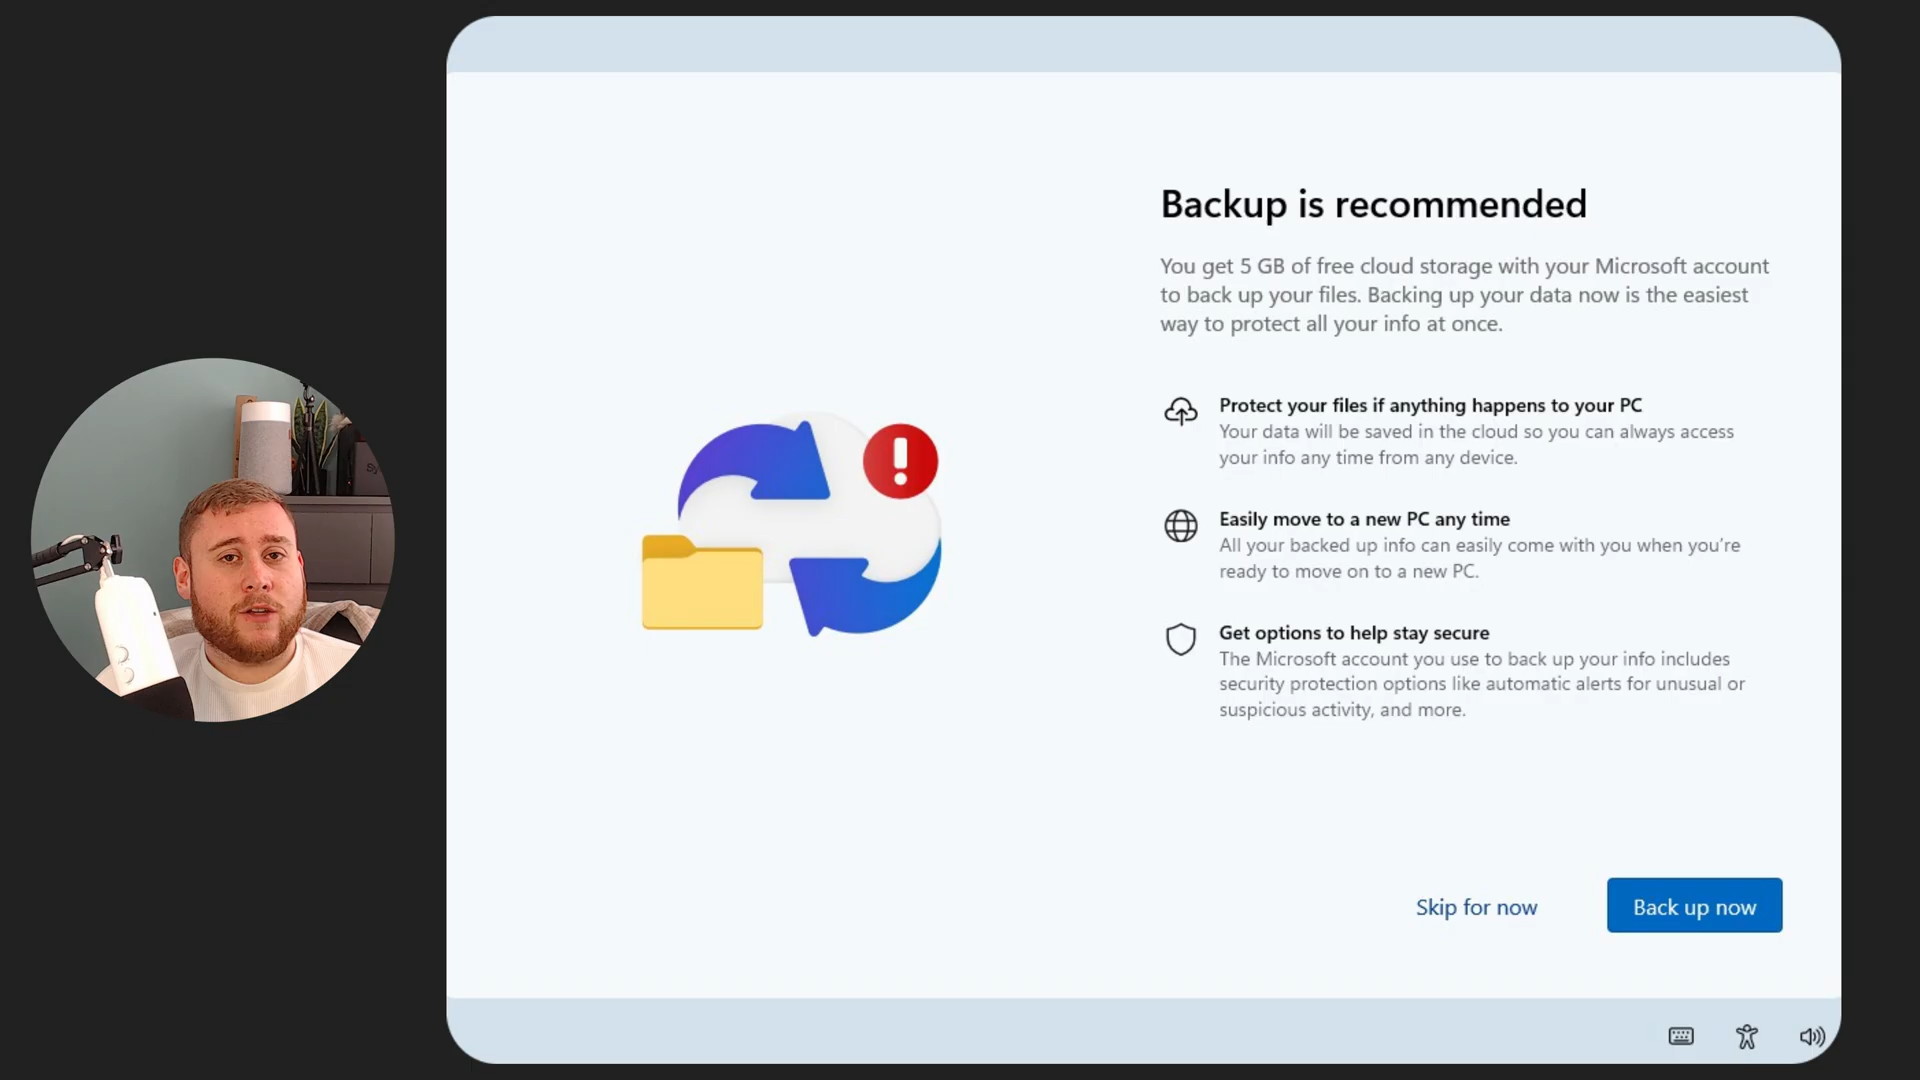 Backup is recommended
You get 5 GB of free cloud storage with your Microsoft account
to back up your files. Backing up your data now is the easiest
way to protect all your info at once.
Protect your files if anything happens to your PC
Your data will be saved in the cloud so you can always access
your info any time from any device.
Easily move to a new PC any time
All your backed up info can easily come with you when you’re
ready to move on to a new PC.
Get options to help stay secure
The Microsoft account you use to back up your info includes
security protection options like automatic alerts for unusual or
suspicious activity, and more.
Skip for now
Back up now